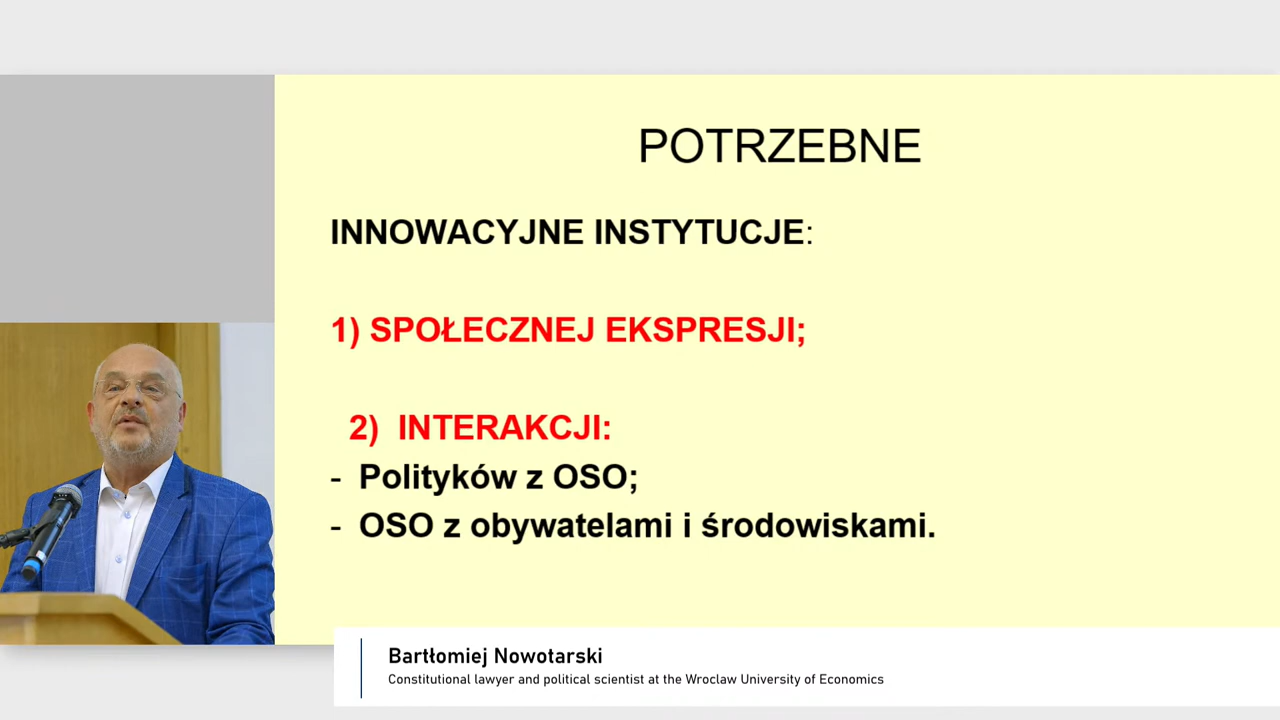 POTRZEBNE
INNOWACYJNE INSTYTUCJE:
1) SPOŁECZNEJ EKSPRESJI;
2) INTERAKCJI:
- Polityków z OSO;
- OSO z obywatelami i środowiskami.
Bartłomiej Nowotarski
Constitutional lawyer and political scientist at the Wroclaw University of Economics